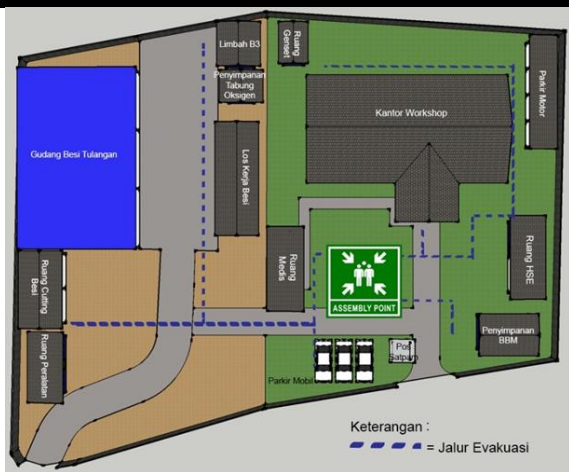 Limbah B3
Ruang
Genset
Penyimpanan
Tabung
Oksigen
Parkir Motor
Kantor Workshop
Gudang Besi Tulangan
Los Kerja Besi
Ruang
Medis
Ruang HSE
Ruang Cutting
Besi
ASSEMBLY POINT
Penyimpanan
BBM
Pos
Satpam
Ruang Peralatan
Parkir Mobil
Keterangan :
= Jalur Evakuasi